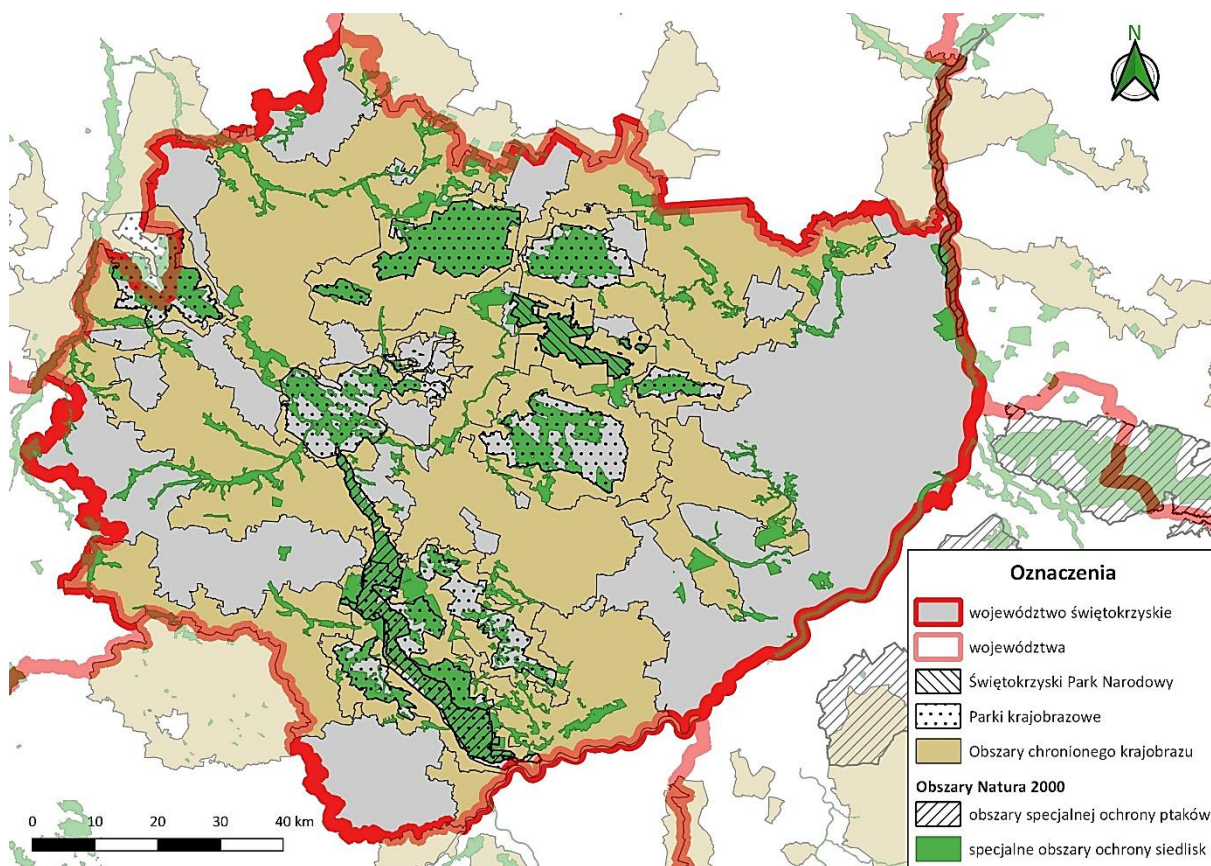 N
Oznaczenia
województwo świętokrzyskie
województwa
Świętokrzyski Park Narodowy
Parki krajobrazowe
Obszary chronionego krajobrazu
Obszary Natura 2000
obszary specjalnej ochrony ptaków
specjalne obszary ochrony siedlisk
0 10 20 30 40 km